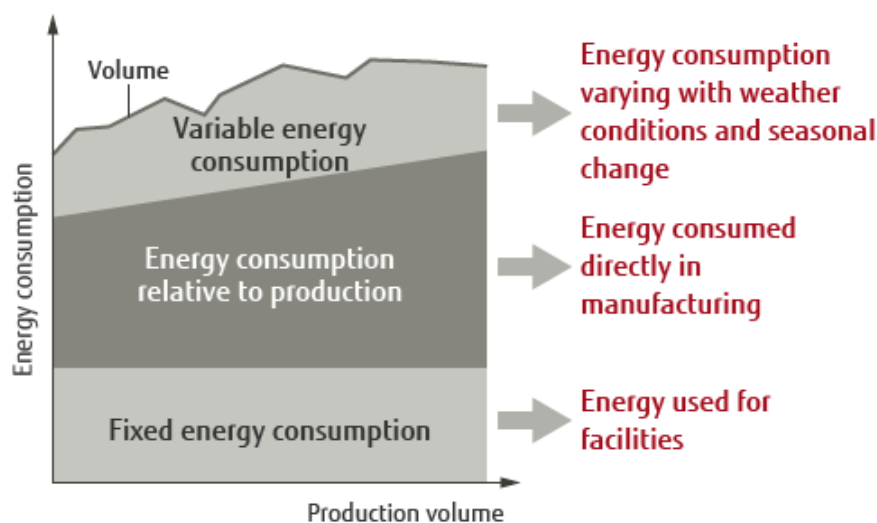 Volume
Variable energy
consumption
Energy consumption
relative to production
Fixed energy consumption
Energy consumption
Production volume
Energy consumption
varying with weather
conditions and seasonal
change
Energy consumed
directly in
manufacturing
Energy used for
facilities